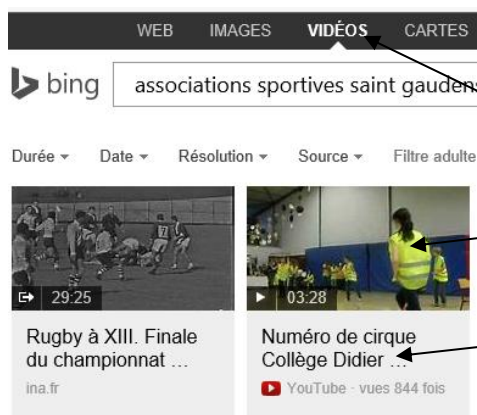 WEB IMAGES VIDÉOS CARTES
bing
associations sportives saint gaudens
Durée Date Résolution Source Filtre adulte
29:25
03:28
Rugby à XIII. Finale
du championnat ...
ina.fr
Numéro de cirque
Collège Didier ...
YouTube · vues 844 fois